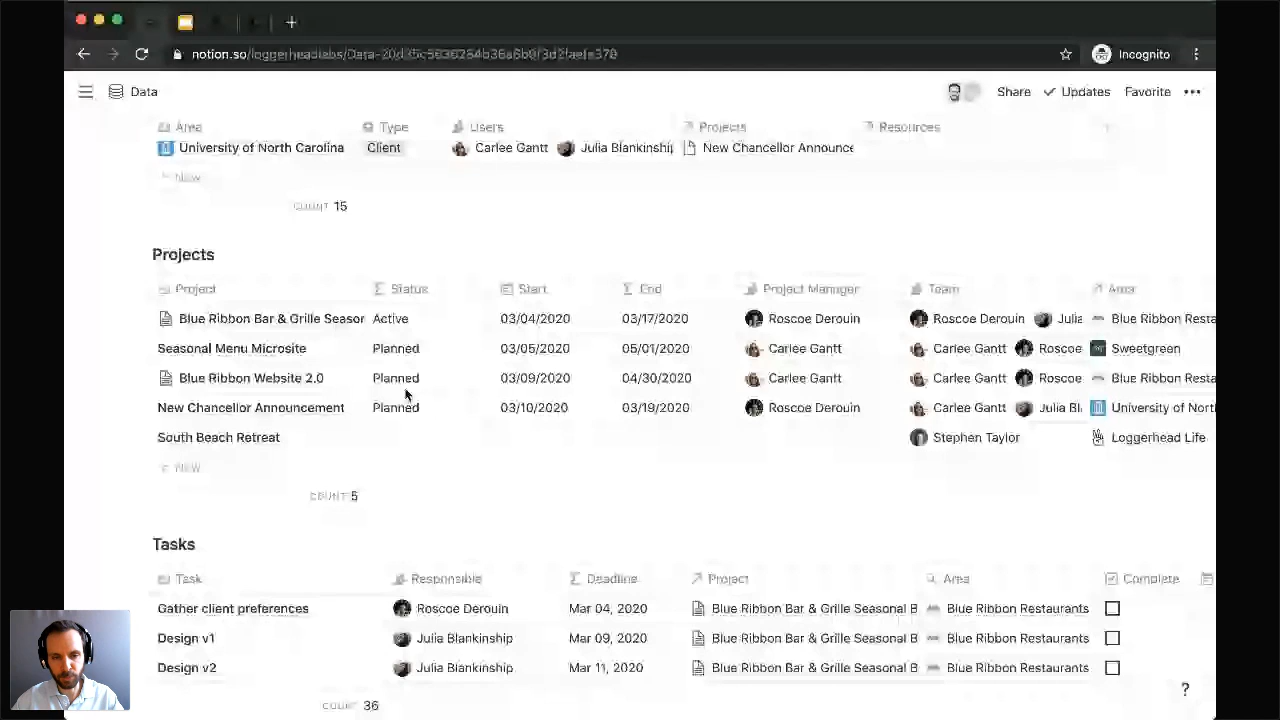 notion.so/loggerheadlabs/Data-
Incognito
Data
Share
Updates
Favorite
Area Type Users Projects Resources
University of North Carolina Client Carlee Gantt Julia Blankinship New Chancellor Announce
New
COUNT 15
Projects
Project Status Start End Project Manager Team Area
Blue Ribbon Bar & Grille Season Active 03/04/2020 03/17/2020 Roscoe Derouin Roscoe Derouin Julia Blue Ribbon Resta
Seasonal Menu Microsite Planned 03/05/2020 05/01/2020 Carlee Gantt Carlee Gantt Roscoe Sweetgreen
Blue Ribbon Website 2.0 Planned 03/09/2020 04/30/2020 Carlee Gantt Carlee Gantt Roscoe Blue Ribbon Resta
New Chancellor Announcement Planned 03/10/2020 03/19/2020 Roscoe Derouin Carlee Gantt Julia Bl University of Nort
South Beach Retreat Stephen Taylor Loggerhead Life
NEW
COUNT 5
Tasks
Task Responsible Deadline Project Area Complete
Gather client preferences Roscoe Derouin Mar 04, 2020 Blue Ribbon Bar & Grille Seasonal B Blue Ribbon Restaurants
Design v1 Julia Blankinship Mar 09, 2020 Blue Ribbon Bar & Grille Seasonal B Blue Ribbon Restaurants
Design v2 Julia Blankinship Mar 11, 2020 Blue Ribbon Bar & Grille Seasonal B Blue Ribbon Restaurants
COUNT 36
?